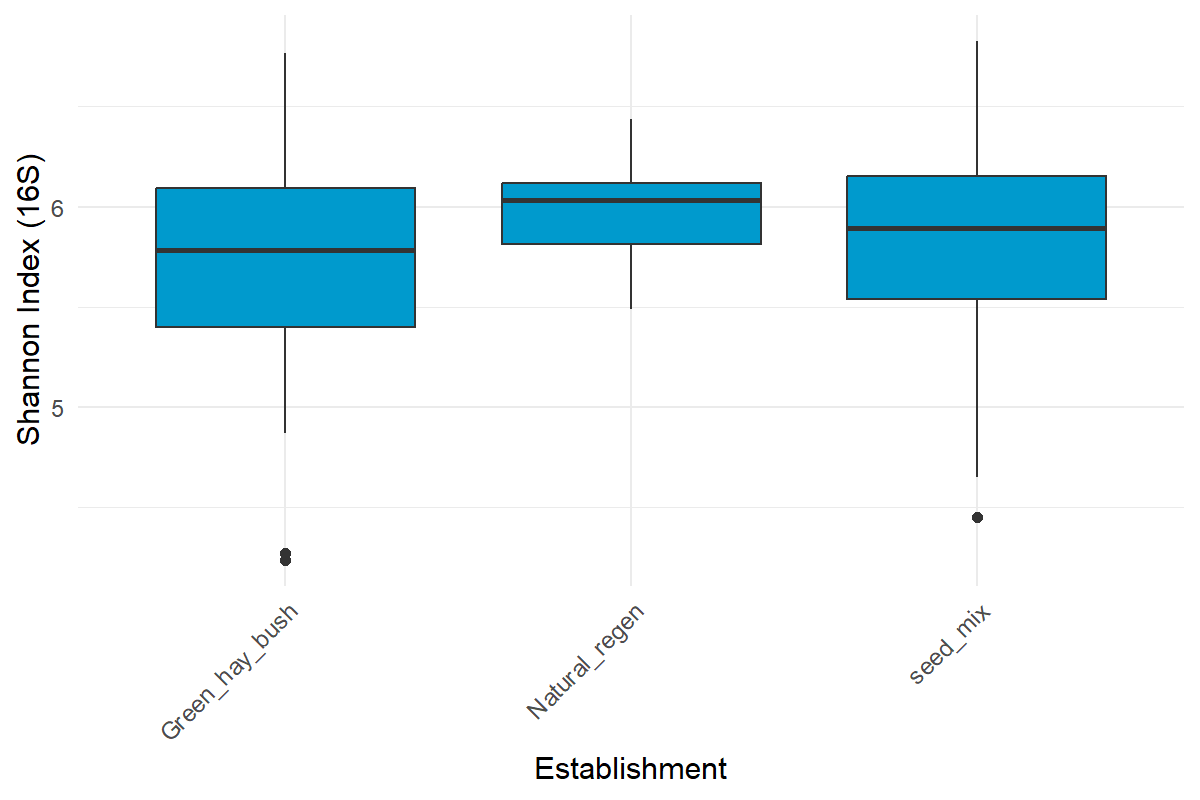 Shannon Index (16S)
6
5
Green_hay_bush
Natural_regen
seed_mix
Establishment